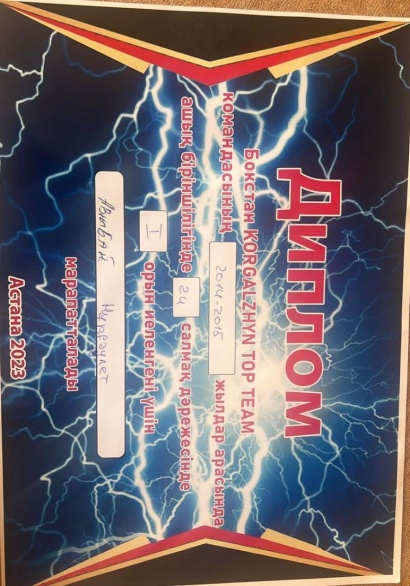 ДИПЛОМ
Бокстан KORGALZHYN TOP TEAM
командасының 2014-2015 жылдар арасында
ашық біріншілігінде 24 салмақ дәрежесінде
I орын иеленгені үшін
Нұрдәулет
марапатталады
Астана 2023